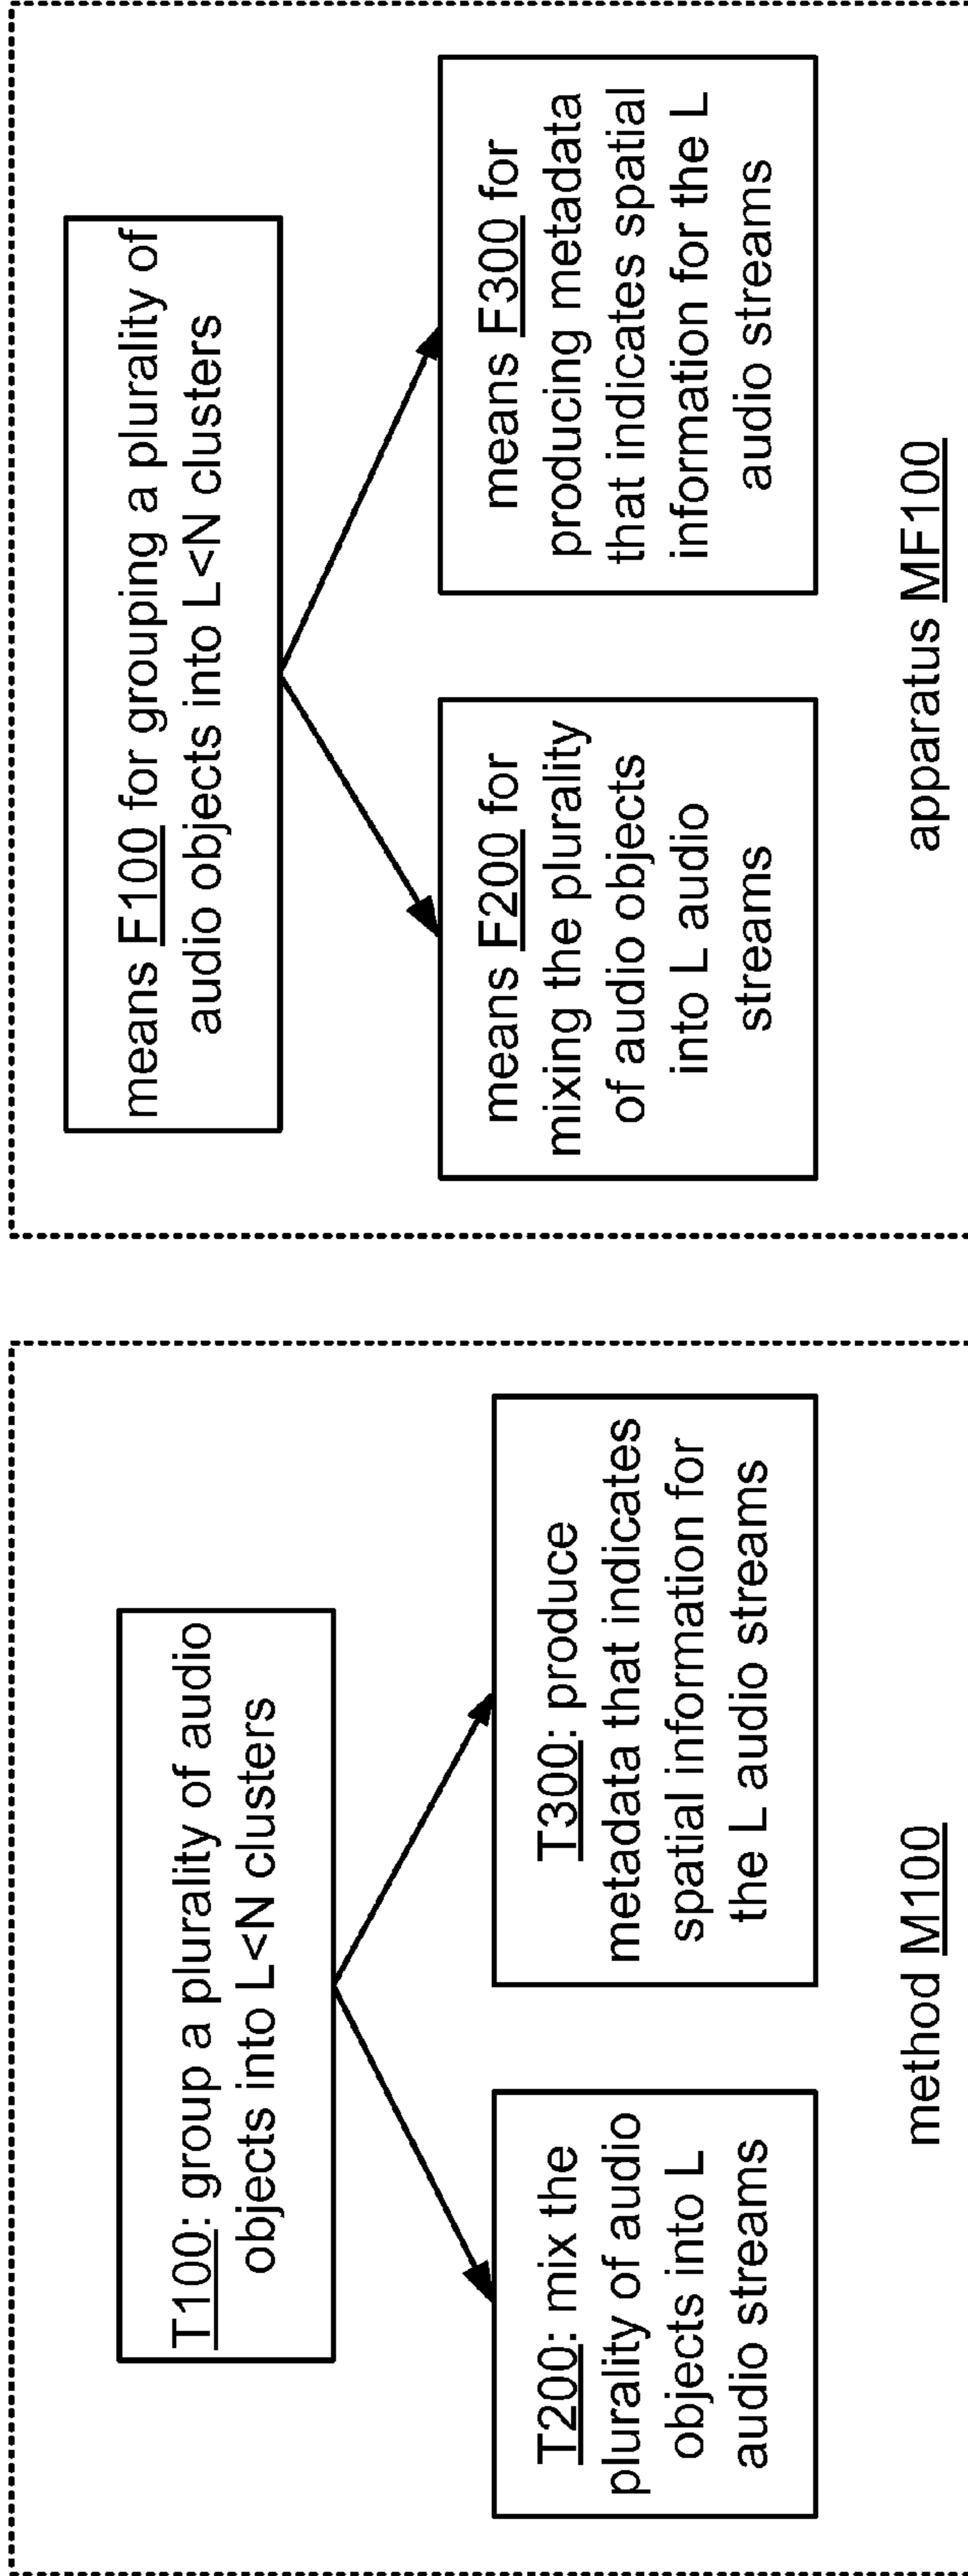 T100: group a plurality of audio
objects into L<N clusters
T200: mix the
plurality of audio
objects into L
audio streams
T300: produce
metadata that indicates
spatial information for
the L audio streams
method M100
means F100 for grouping a plurality of
audio objects into L<N clusters
means F200 for
mixing the plurality
of audio objects
into L audio
streams
means F300 for
producing metadata
that indicates spatial
information for the L
audio streams
apparatus MF100